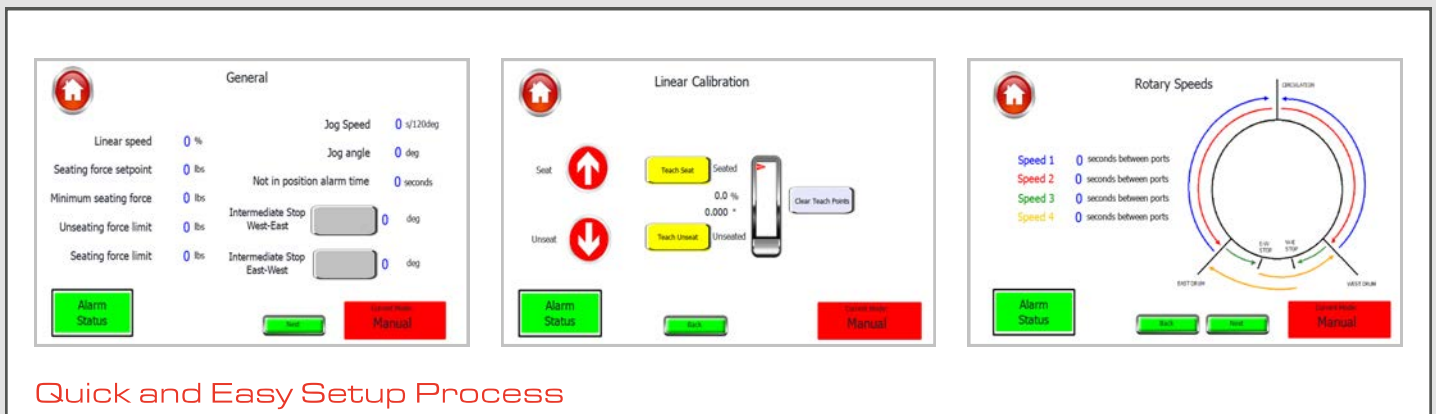 General
Linear speed 0 %
Seating force setpoint 0 lbs
Minimum seating force 0 lbs
Unseating force limit 0 lbs
Seating force limit 0 lbs
Jog Speed 0 s/120deg
Jog angle 0 deg
Not in position alarm time 0 seconds
Intermediate Stop
West-East 0 deg
Intermediate Stop
East-West 0 deg
Alarm
Status
Next
Current Mode:
Manual
Linear Calibration
Seat
Teach Seat Seated
0.0 %
0.000 "
Clear Teach Points
Unseat
Teach Unseat Unseated
Alarm
Status
Back
Current Mode:
Manual
Rotary Speeds
CIRCULATION
Speed 1 0 seconds between ports
Speed 2 0 seconds between ports
Speed 3 0 seconds between ports
Speed 4 0 seconds between ports
E-W
STOP
W-E
STOP
EAST DRUM
WEST DRUM
Alarm
Status
Back
Next
Current Mode:
Manual
Quick and Easy Setup Process